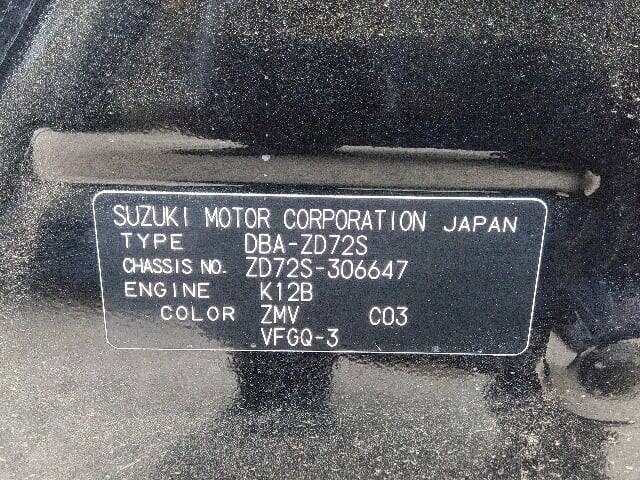 SUZUKI MOTOR CORPORATION JAPAN
TYPE DBA-ZD72S
CHASSIS NO. ZD72S-306647
ENGINE K12B
COLOR ZMV C03
VFGQ-3